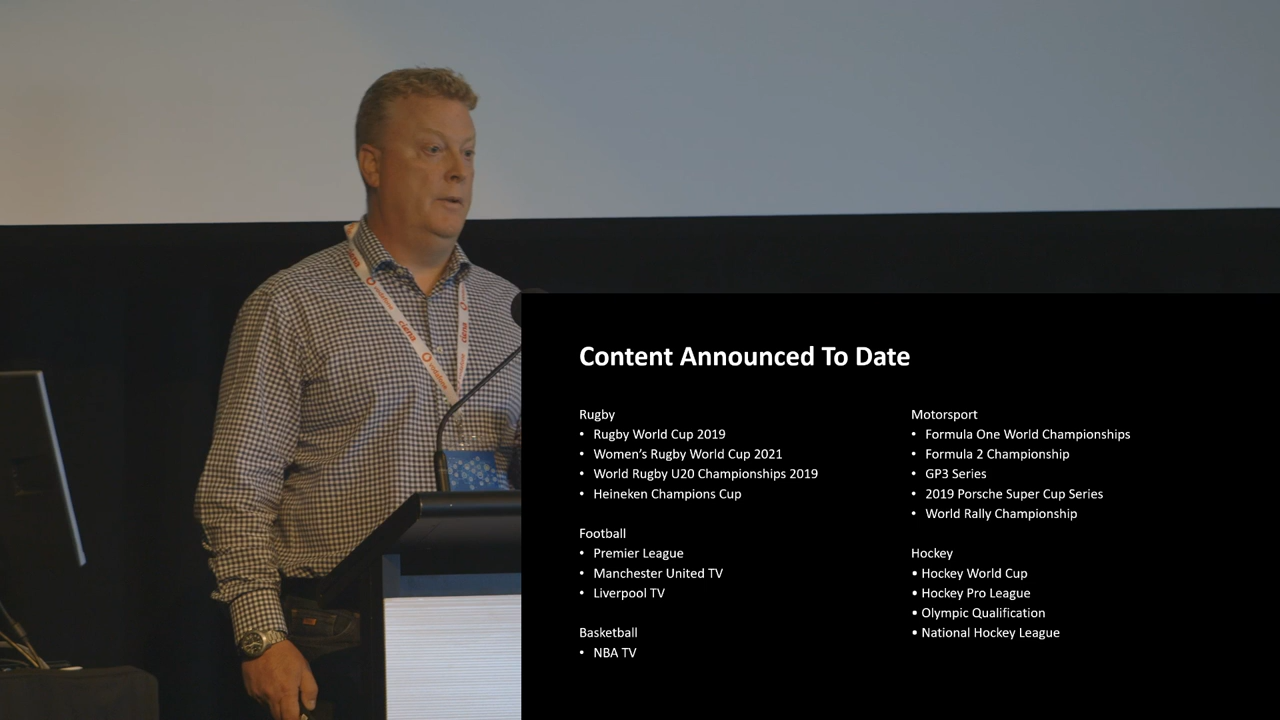 ciena
ciena
Content Announced To Date
Rugby
• Rugby World Cup 2019
• Women’s Rugby World Cup 2021
• World Rugby U20 Championships 2019
• Heineken Champions Cup
Football
• Premier League
• Manchester United TV
• Liverpool TV
Basketball
• NBA TV
Motorsport
• Formula One World Championships
• Formula 2 Championship
• GP3 Series
• 2019 Porsche Super Cup Series
• World Rally Championship
Hockey
• Hockey World Cup
• Hockey Pro League
• Olympic Qualification
• National Hockey League